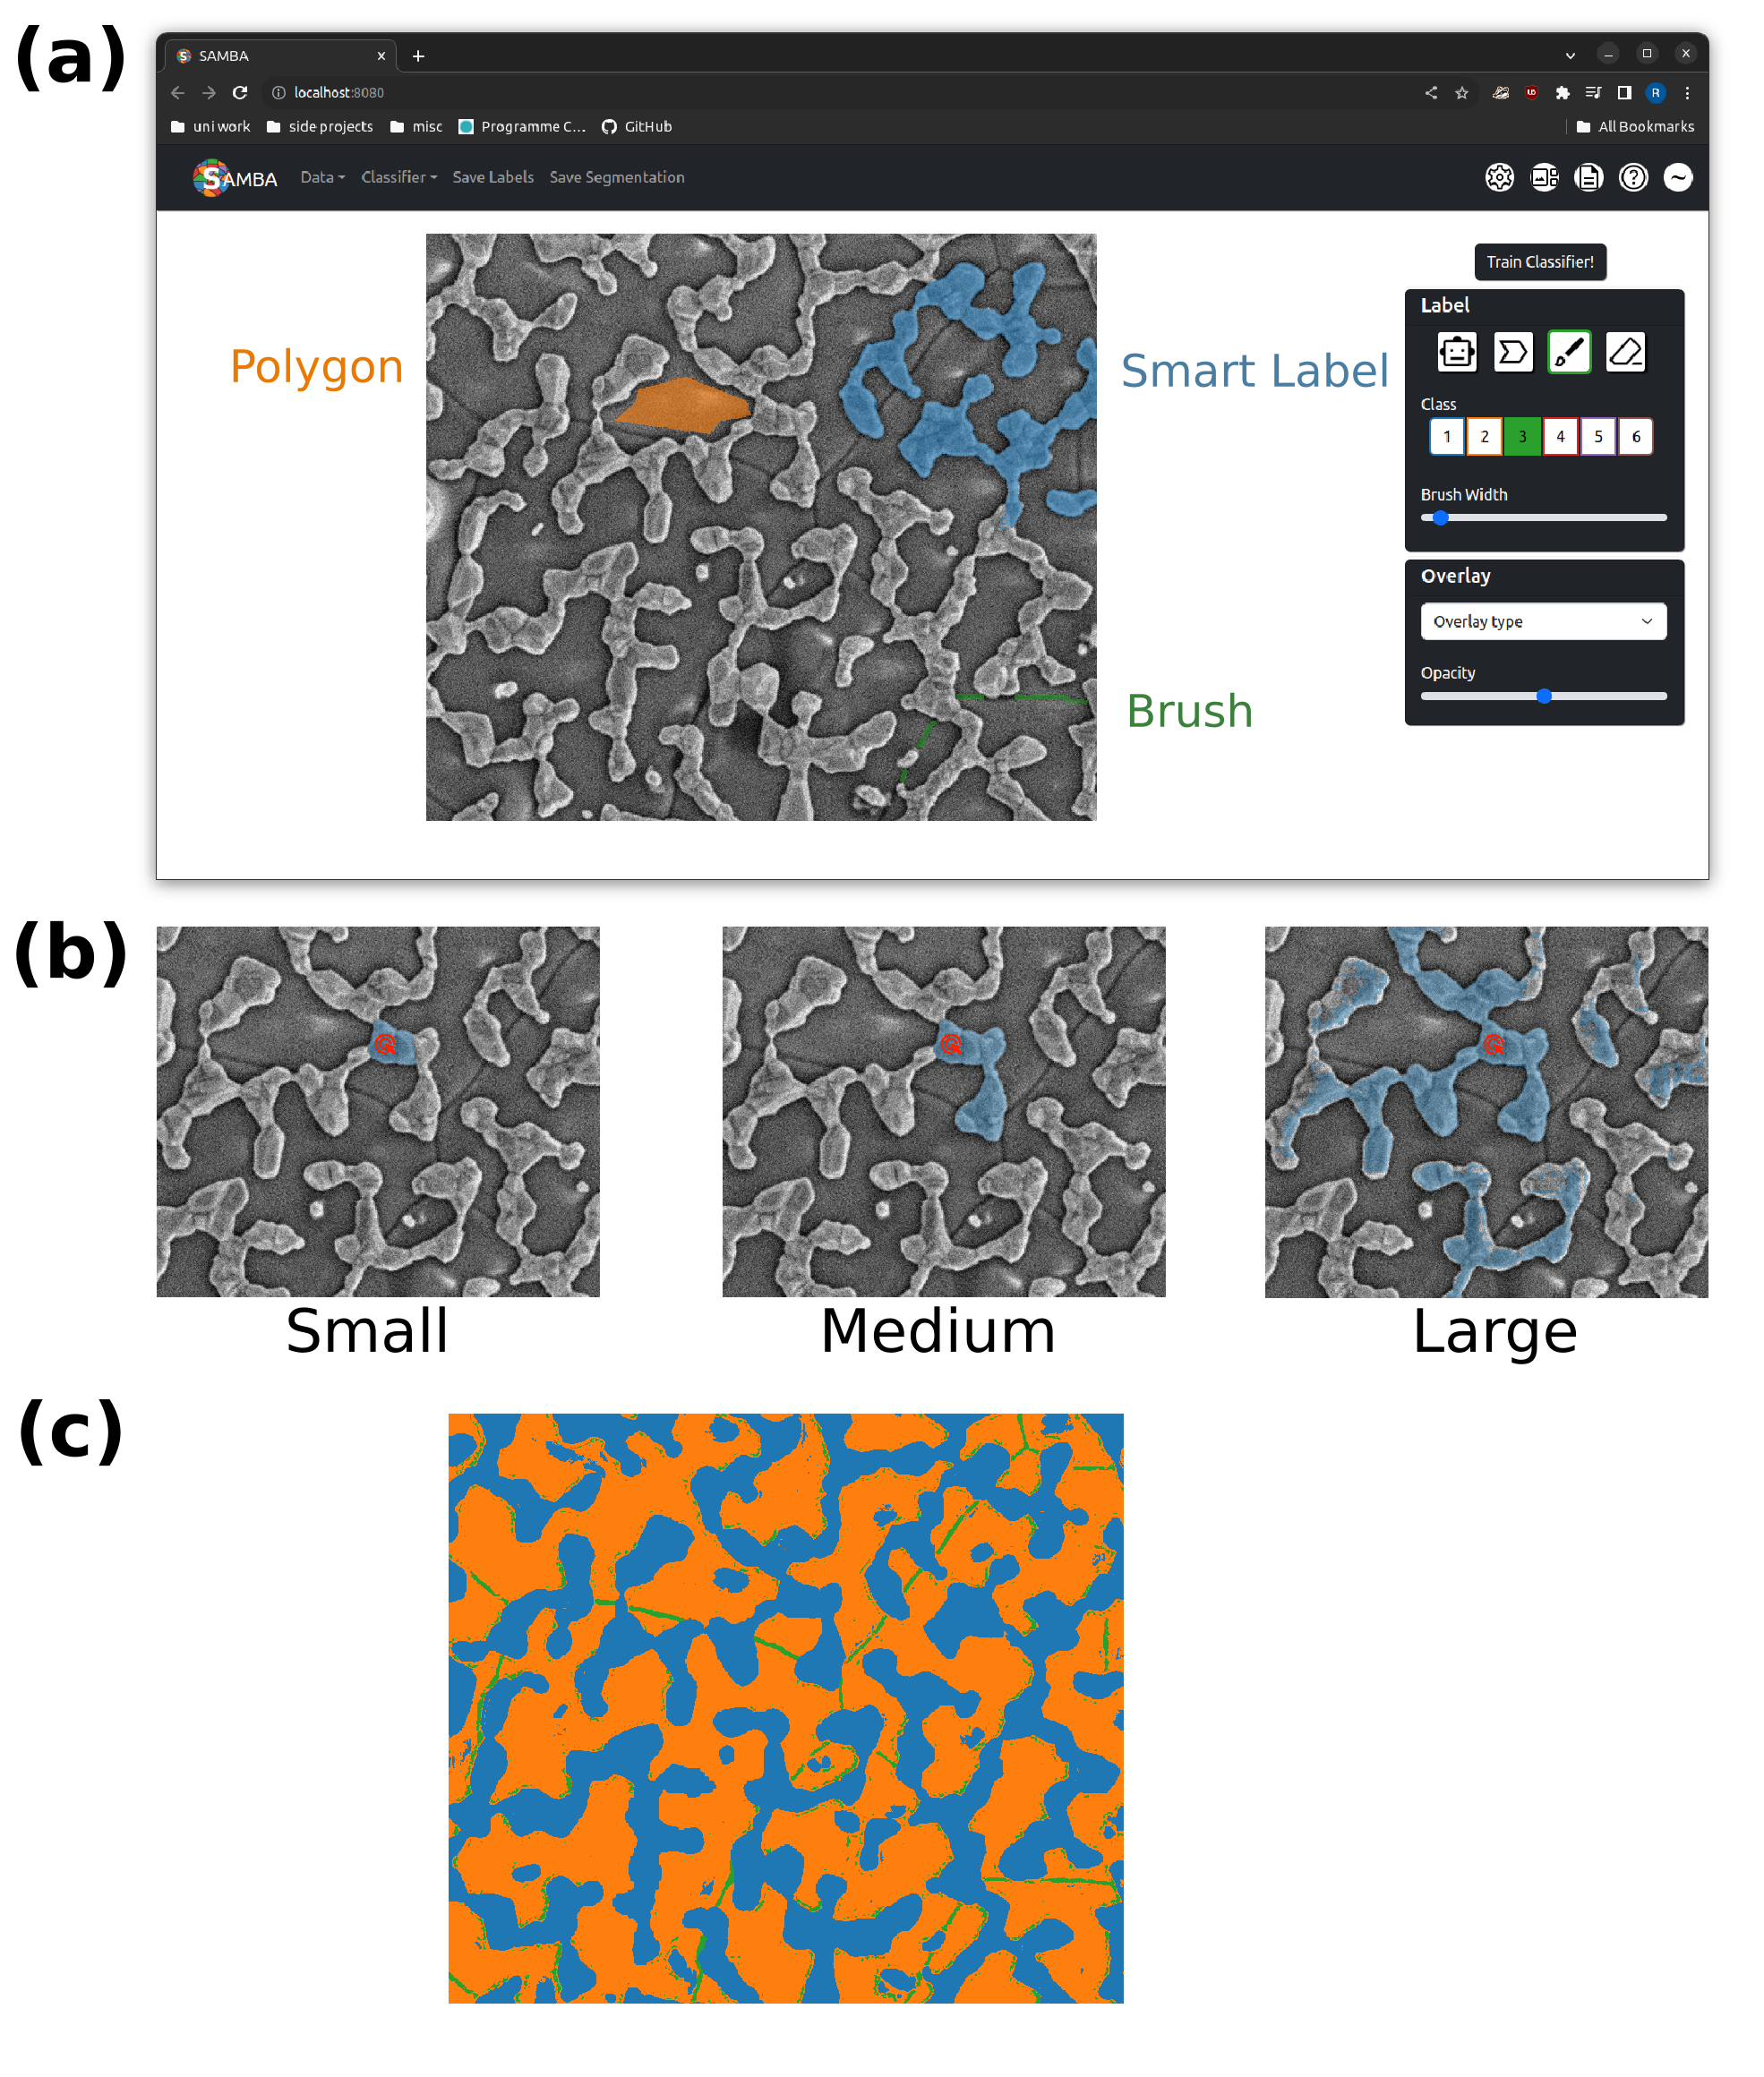 (a)
SAMBA
localhost:8080
uni work side projects misc Programme C... GitHub All Bookmarks
SAMBA Data Classifier Save Labels Save Segmentation
Train Classifier!
Label
Polygon
Smart Label
Class
1 2 3 4 5 6
Brush Width
Overlay
Overlay type
Opacity
Brush
(b)
Small Medium Large
(c)